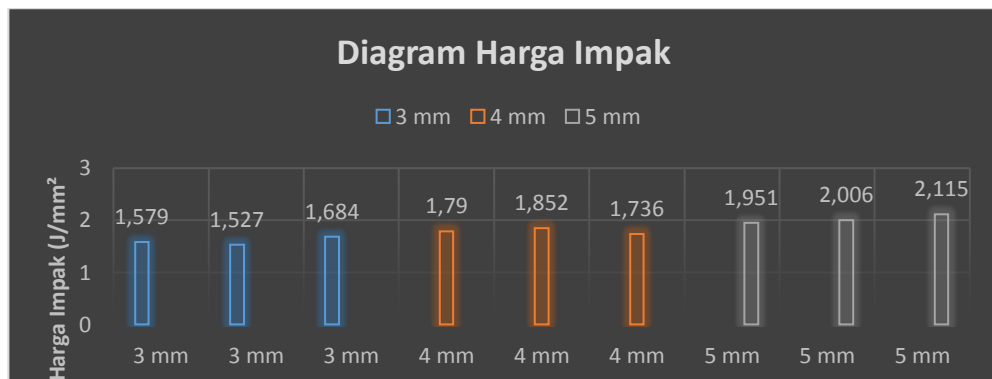 Diagram Harga Impak
3 mm 4 mm 5 mm
Harga Impak (J/mm²
3
2
1
0
1,579 1,527 1,684 1,79 1,852 1,736 1,951 2,006 2,115
3 mm 3 mm 3 mm 4 mm 4 mm 4 mm 5 mm 5 mm 5 mm